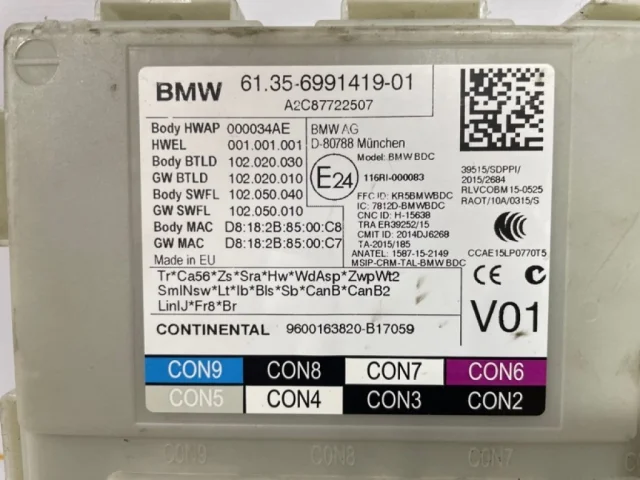 BMW 61.35-6991419-01
A2C87722507
Body HWAP 000034AE
HWEL 001.001.001
Body BTLD 102.020.030
GW BTLD 102.020.010
Body SWFL 102.050.040
GW SWFL 102.050.010
Body MAC D8:18:2B:85:00:C8
GW MAC D8:18:2B:85:00:C7
Made in EU
BMW AG
D-80788 München
Model: BMW BDC
E24
116RI-000083
FFC ID: KR5BMWBDC
IC: 7812D-BMWBDC
CNC ID: H-15638
TRA ER39252/15
CMIT ID: 2014DJ6268
TA-2015/185
ANATEL: 1587-15-2149
MSIP-CRM-TAL-BMW BDC
39515/SDPPI/
2015/2684
RLVCOBM15-0525
RAOT/10A/0315/S
CCAE15LP0770T5
CE
V01
Tr*Ca56*Zs*Sra*Hw*WdAsp*ZwpWt2
SmlNsw*Lt*Ib*Bls*Sb*CanB*CanB2
LinIJ*Fr8*Br
CONTINENTAL 9600163820-B17059
CON9 CON8 CON7 CON6
CON5 CON4 CON3 CON2
CON9 CON8 CON7